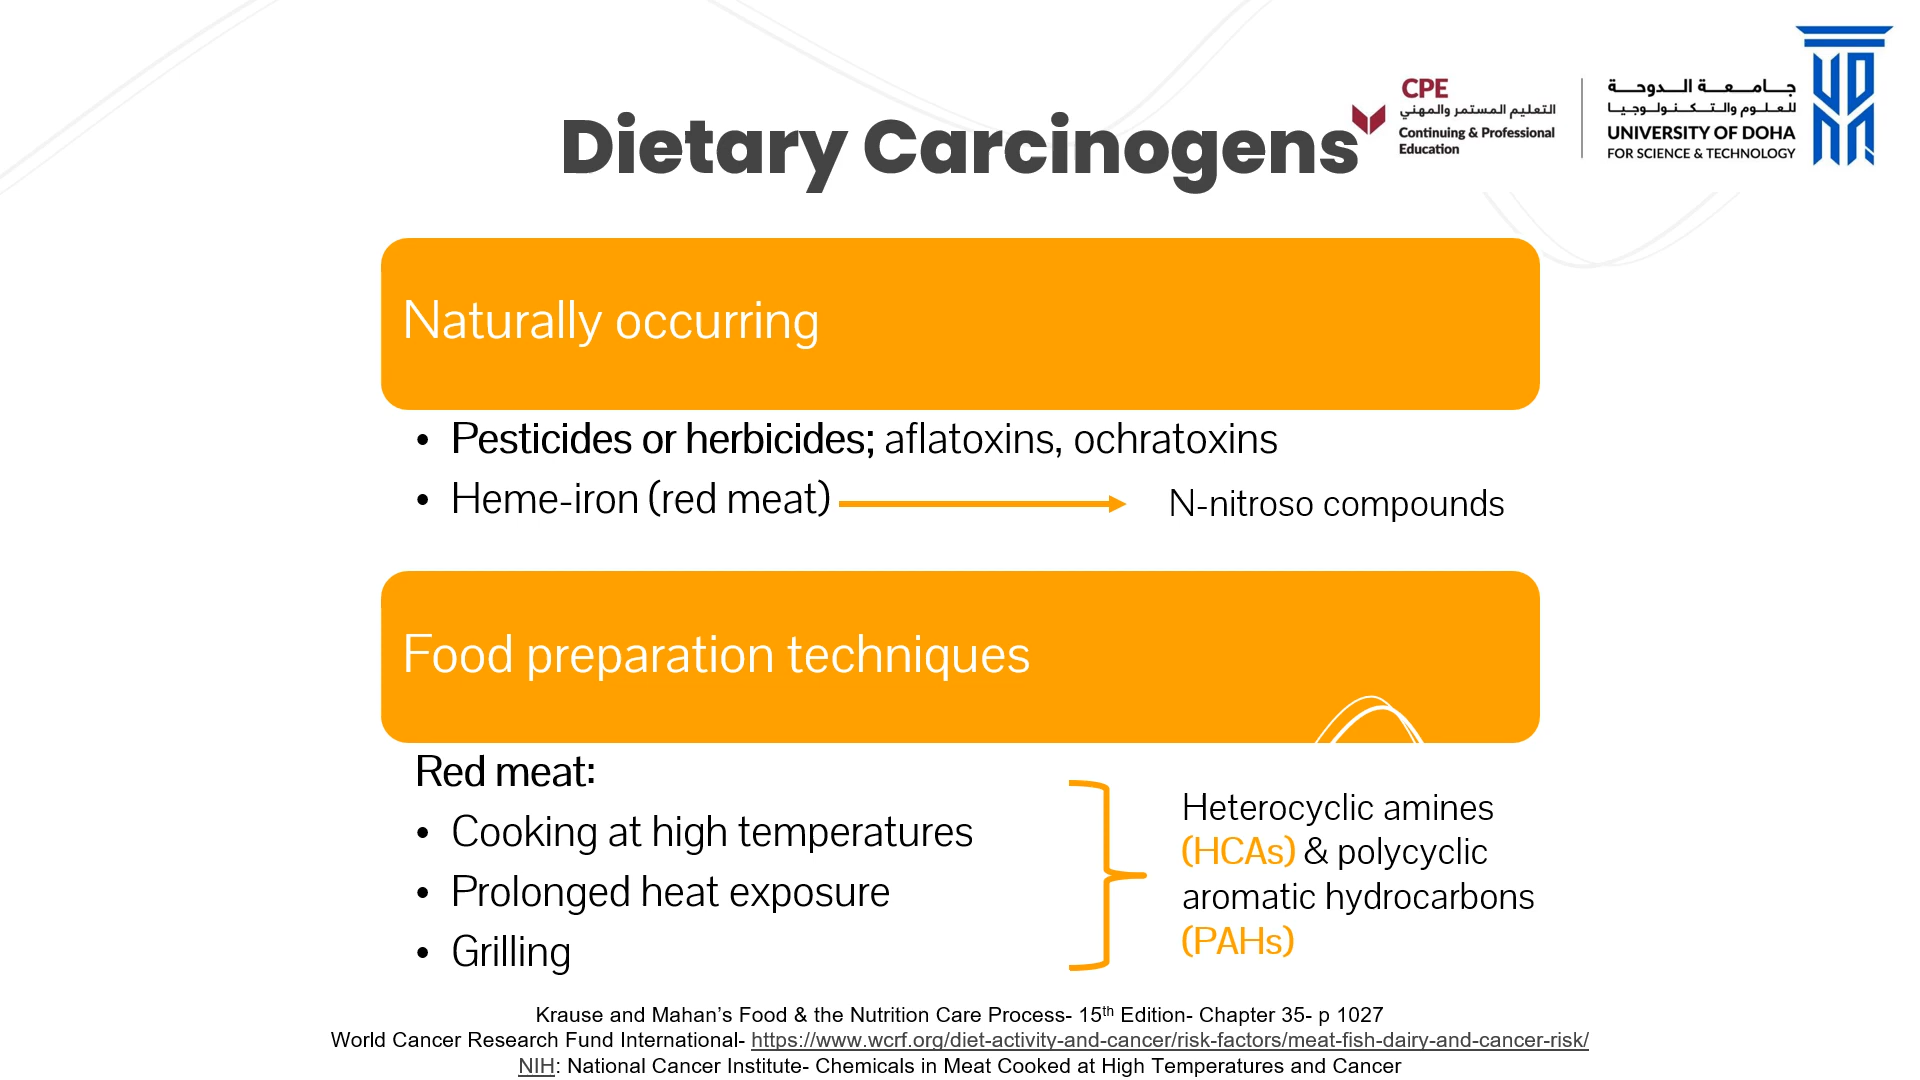 Dietary Carcinogens
CPE
التعليم المستمر والمهني
Continuing & Professional
Education
جامعة الدوحة
للعلوم والتكنولوجيا
UNIVERSITY OF DOHA
FOR SCIENCE & TECHNOLOGY
Naturally occurring
• Pesticides or herbicides; aflatoxins, ochratoxins
• Heme-iron (red meat)
N-nitroso compounds
Food preparation techniques
Red meat:
• Cooking at high temperatures
• Prolonged heat exposure
• Grilling
Heterocyclic amines
(HCAs) & polycyclic
aromatic hydrocarbons
(PAHs)
Krause and Mahan’s Food & the Nutrition Care Process- 15th Edition- Chapter 35- p 1027
World Cancer Research Fund International- https://www.wcrf.org/diet-activity-and-cancer/risk-factors/meat-fish-dairy-and-cancer-risk/
NIH: National Cancer Institute- Chemicals in Meat Cooked at High Temperatures and Cancer